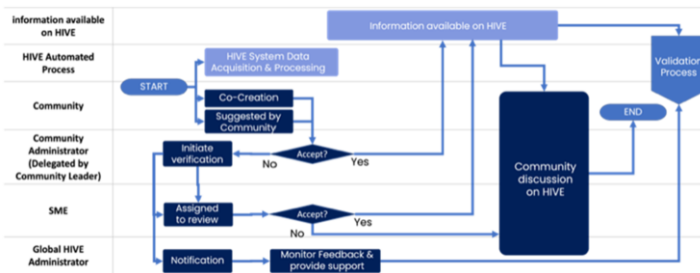 information available
on HIVE
Information available on HIVE
HIVE Automated
Process
HIVE System Data
Acquisition & Processing
Validation
Process
START
Community
Co-Creation
Suggested by
Community
END
Community
Administrator
(Delegated by
Community Leader)
Initiate
verification
No
Accept?
Yes
Community
discussion
on HIVE
SME
Assigned
to review
Accept?
Yes
No
Global HIVE
Administrator
Notification
Monitor Feedback &
provide support